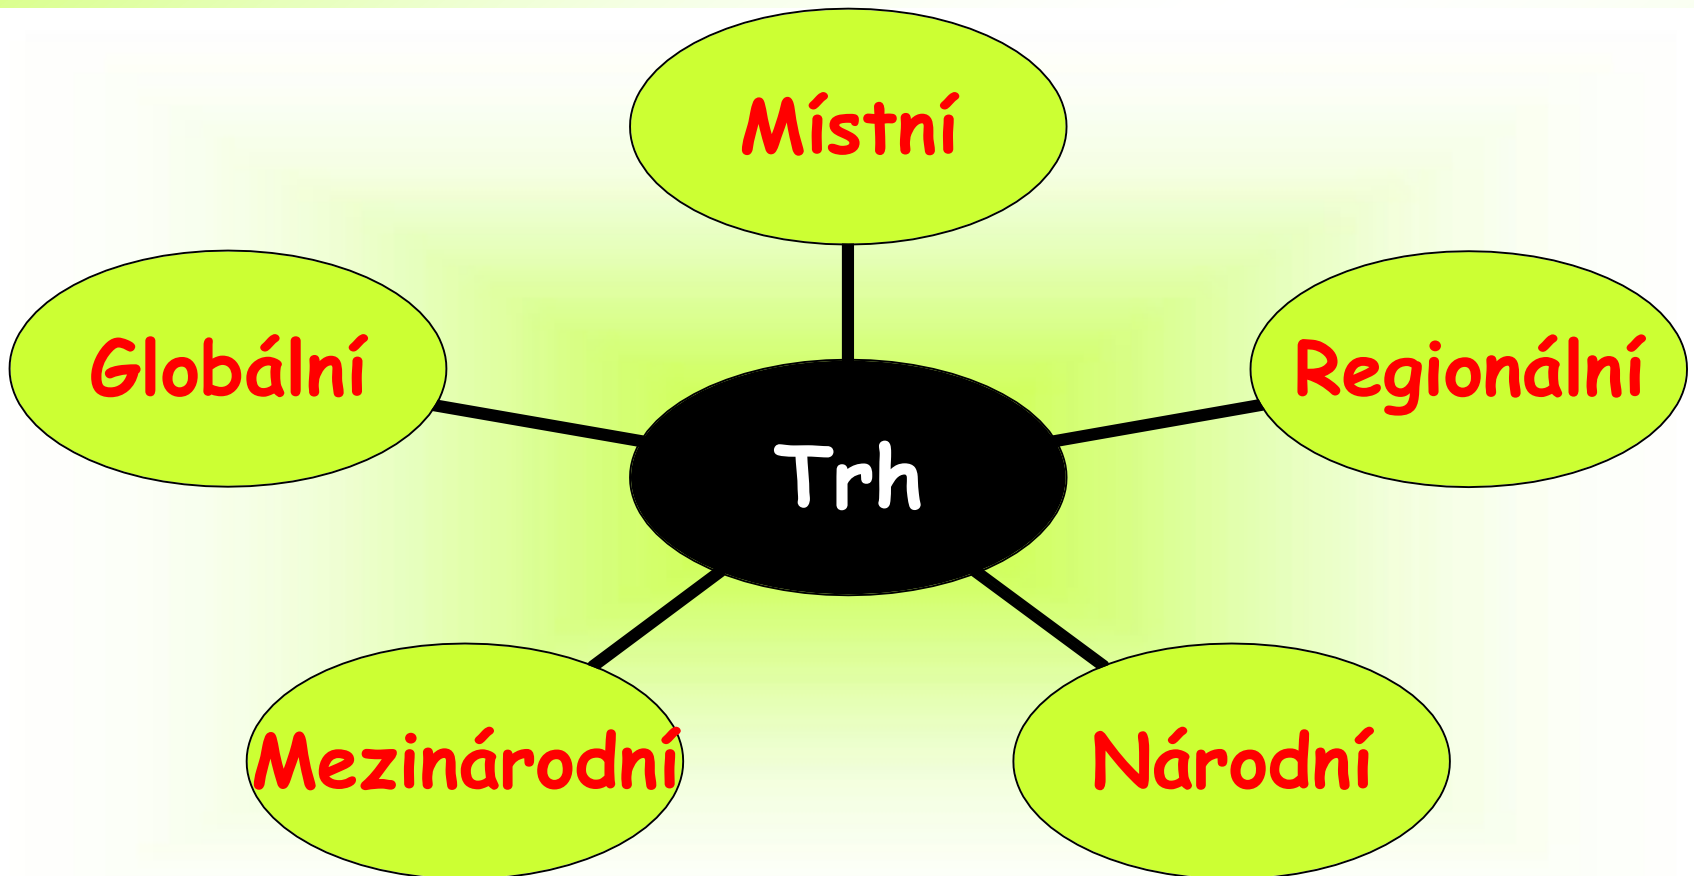 Místní
Globální
Regionální
Trh
Mezinárodní
Národní